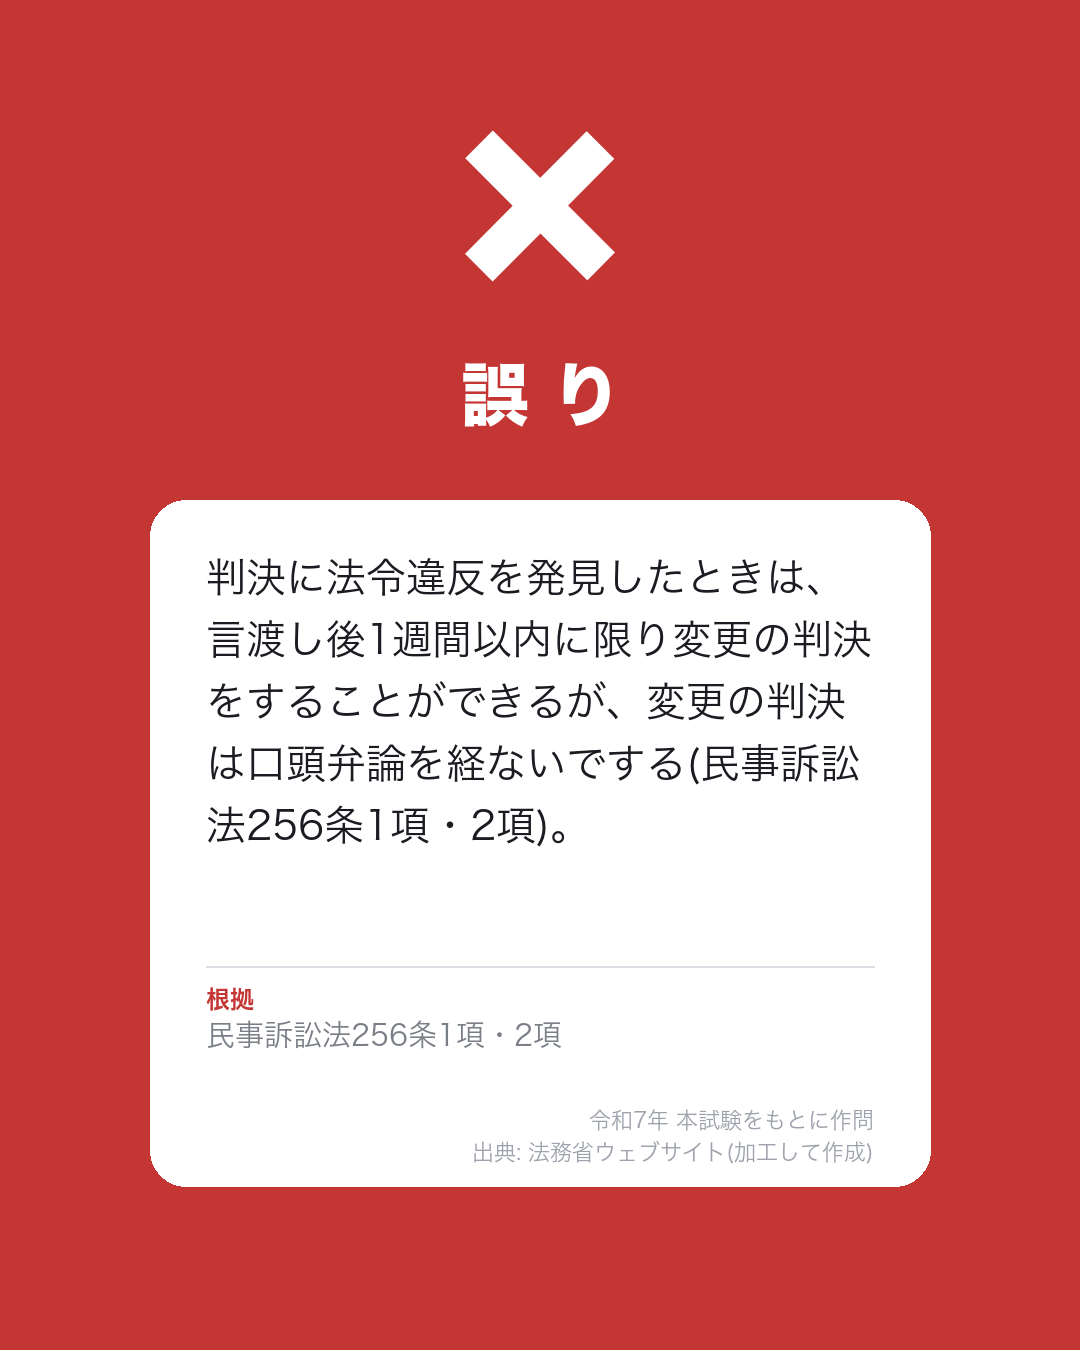 誤り
判決に法令違反を発見したときは、
言渡し後1週間以内に限り変更の判決
をすることができるが、変更の判決
は口頭弁論を経ないでする(民事訴訟
法256条1項・2項)。
根拠
民事訴訟法256条1項・2項
令和7年 本試験をもとに作問
出典: 法務省ウェブサイト(加工して作成)